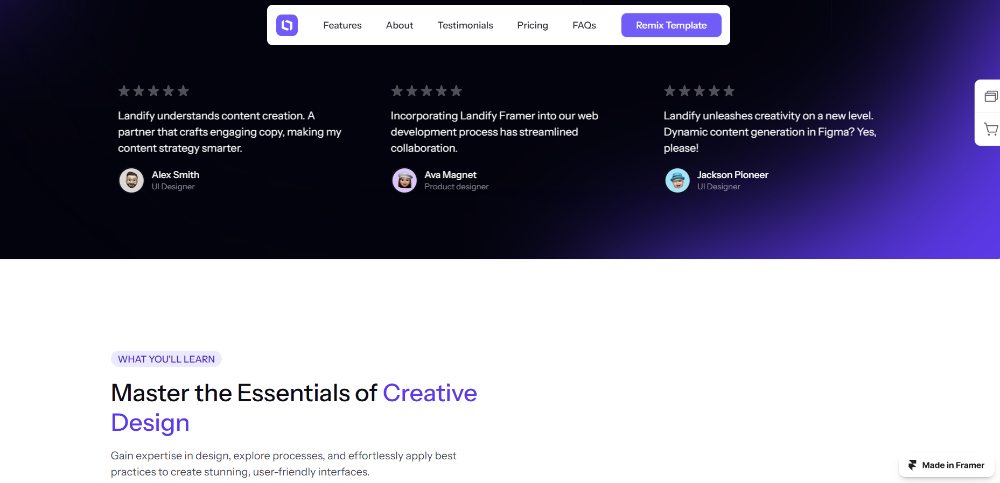 Features About Testimonials Pricing FAQs Remix Template
Landify understands content creation. A
partner that crafts engaging copy, making my
content strategy smarter.
Alex Smith
UI Designer
Incorporating Landify Framer into our web
development process has streamlined
collaboration.
Ava Magnet
Product designer
Landify unleashes creativity on a new level.
Dynamic content generation in Figma? Yes,
please!
Jackson Pioneer
UI Designer
WHAT YOU'LL LEARN
Master the Essentials of Creative
Design
Gain expertise in design, explore processes, and effortlessly apply best
practices to create stunning, user-friendly interfaces.
Made in Framer